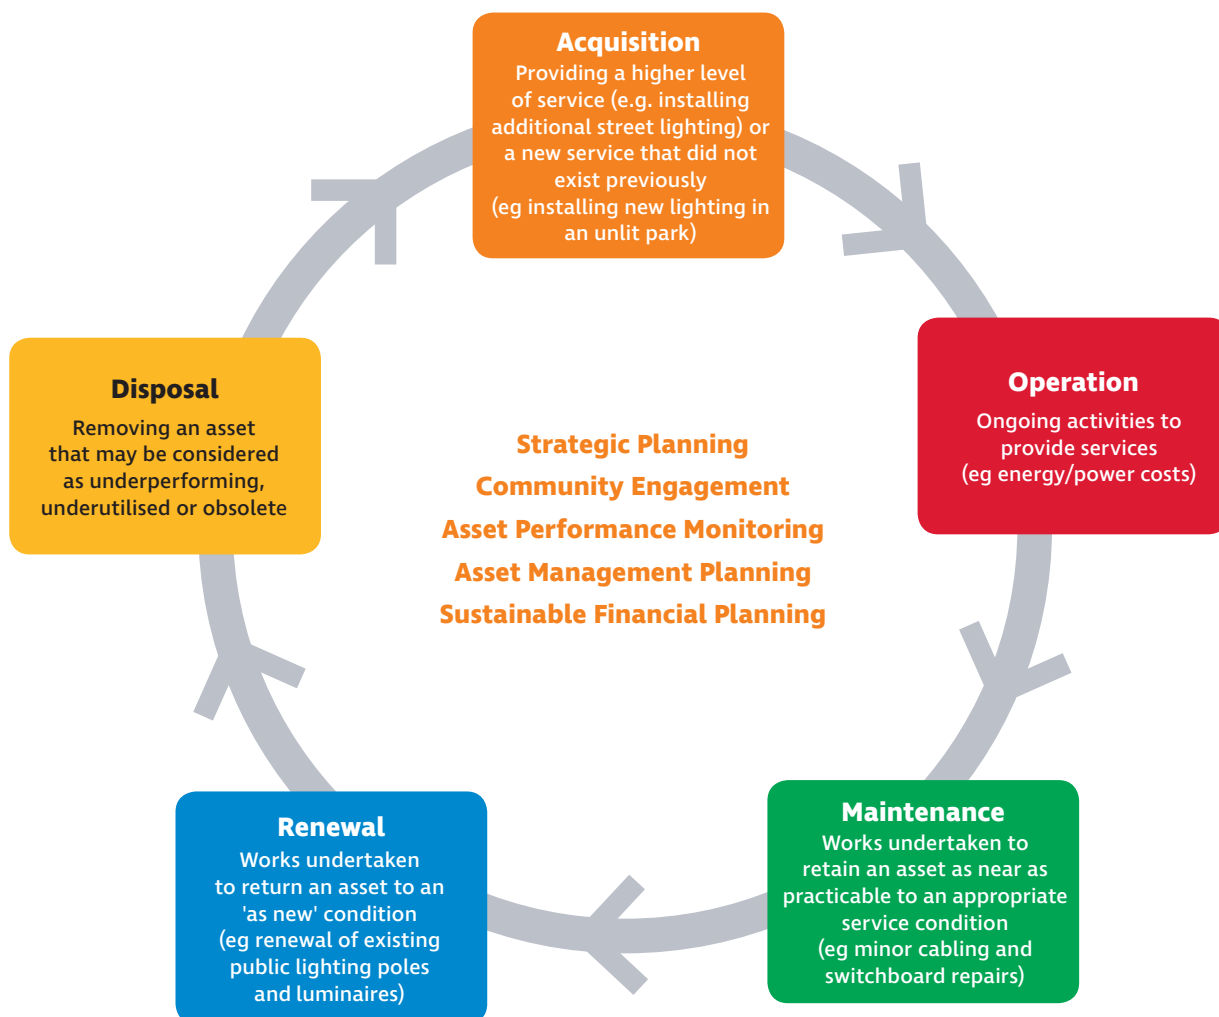 Acquisition
Providing a higher level
of service (e.g. installing
additional street lighting) or
a new service that did not
exist previously
(eg installing new lighting in
an unlit park)
Operation
Ongoing activities to
provide services
(eg energy/power costs)
Maintenance
Works undertaken to
retain an asset as near as
practicable to an appropriate
service condition
(eg minor cabling and
switchboard repairs)
Renewal
Works undertaken
to return an asset to an
'as new' condition
(eg renewal of existing
public lighting poles
and luminaires)
Disposal
Removing an asset
that may be considered
as underperforming,
underutilised or obsolete
Strategic Planning
Community Engagement
Asset Performance Monitoring
Asset Management Planning
Sustainable Financial Planning